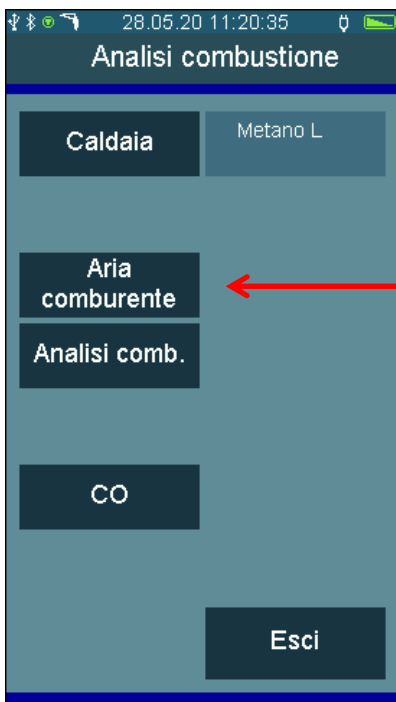 28.05.20 11:20:35
Analisi combustione
Caldaia
Metano L
Aria
comburente
Analisi comb.
CO
Esci